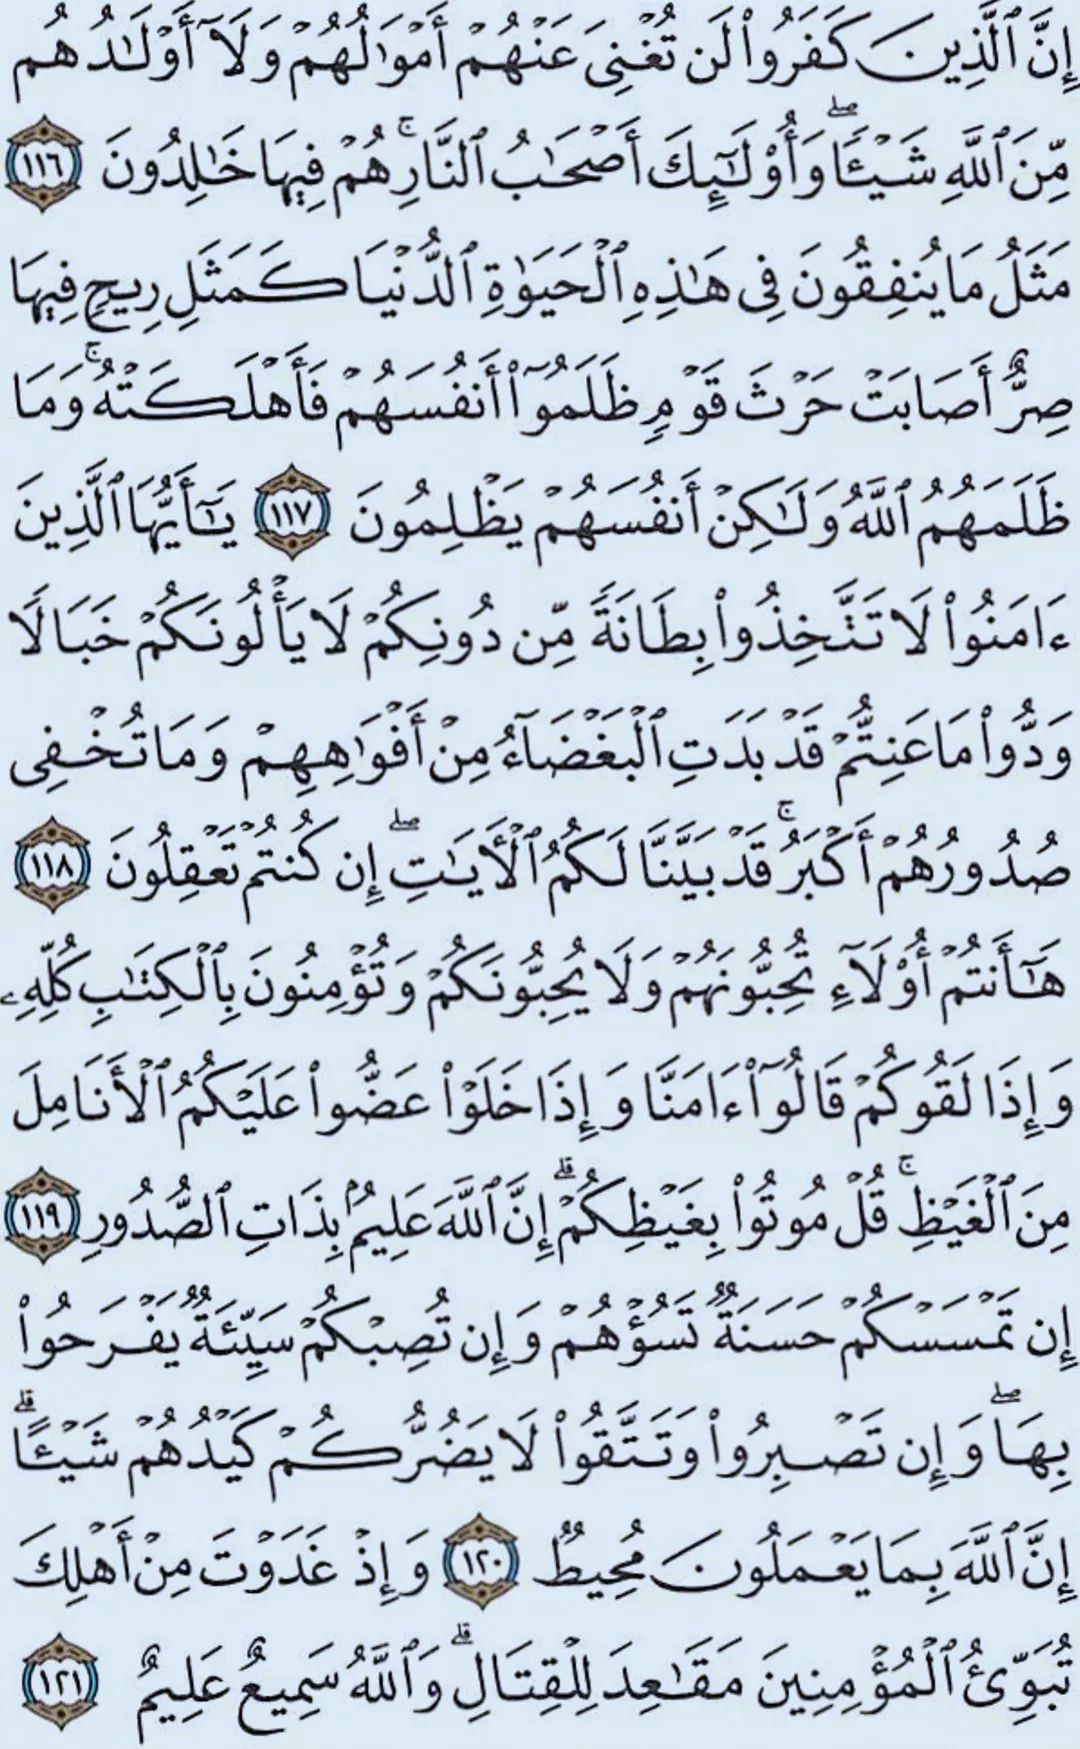 إِنَّ ٱلَّذِينَ كَفَرُوا۟ لَن تُغْنِىَ عَنْهُمْ أَمْوَٰلُهُمْ وَلَآ أَوْلَـٰدُهُم
مِّنَ ٱللَّهِ شَيْـًٔا ۖ وَأُو۟لَـٰٓئِكَ أَصْحَـٰبُ ٱلنَّارِ ۚ هُمْ فِيهَا خَـٰلِدُونَ ١١٦
مَثَلُ مَا يُنفِقُونَ فِى هَـٰذِهِ ٱلْحَيَوٰةِ ٱلدُّنْيَا كَمَثَلِ رِيحٍ فِيهَا
صِرٌّ أَصَابَتْ حَرْثَ قَوْمٍ ظَلَمُوٓا۟ أَنفُسَهُمْ فَأَهْلَكَتْهُ ۚ وَمَا
ظَلَمَهُمُ ٱللَّهُ وَلَـٰكِنْ أَنفُسَهُمْ يَظْلِمُونَ ١١٧ يَـٰٓأَيُّهَا ٱلَّذِينَ
ءَامَنُوا۟ لَا تَتَّخِذُوا۟ بِطَانَةً مِّن دُونِكُمْ لَا يَأْلُونَكُمْ خَبَالًا
وَدُّوا۟ مَا عَنِتُّمْ قَدْ بَدَتِ ٱلْبَغْضَآءُ مِنْ أَفْوَٰهِهِمْ وَمَا تُخْفِى
صُدُورُهُمْ أَكْبَرُ ۚ قَدْ بَيَّنَّا لَكُمُ ٱلْـَٔايَـٰتِ ۖ إِن كُنتُمْ تَعْقِلُونَ ١١٨
هَـٰٓأَنتُمْ أُو۟لَآءِ تُحِبُّونَهُمْ وَلَا يُحِبُّونَكُمْ وَتُؤْمِنُونَ بِٱلْكِتَـٰبِ كُلِّهِۦ
وَإِذَا لَقُوكُمْ قَالُوٓا۟ ءَامَنَّا وَإِذَا خَلَوْا۟ عَضُّوا۟ عَلَيْكُمُ ٱلْأَنَامِلَ
مِنَ ٱلْغَيْظِ ۚ قُلْ مُوتُوا۟ بِغَيْظِكُمْ ۗ إِنَّ ٱللَّهَ عَلِيمٌۢ بِذَاتِ ٱلصُّدُورِ ١١٩
إِن تَمْسَسْكُمْ حَسَنَةٌ تَسُؤْهُمْ وَإِن تُصِبْكُمْ سَيِّئَةٌ يَفْرَحُوا۟
بِهَا ۖ وَإِن تَصْبِرُوا۟ وَتَتَّقُوا۟ لَا يَضُرُّكُمْ كَيْدُهُمْ شَيْـًٔا ۗ
إِنَّ ٱللَّهَ بِمَا يَعْمَلُونَ مُحِيطٌ ١٢٠ وَإِذْ غَدَوْتَ مِنْ أَهْلِكَ
تُبَوِّئُ ٱلْمُؤْمِنِينَ مَقَـٰعِدَ لِلْقِتَالِ ۗ وَٱللَّهُ سَمِيعٌ عَلِيمٌ ١٢١